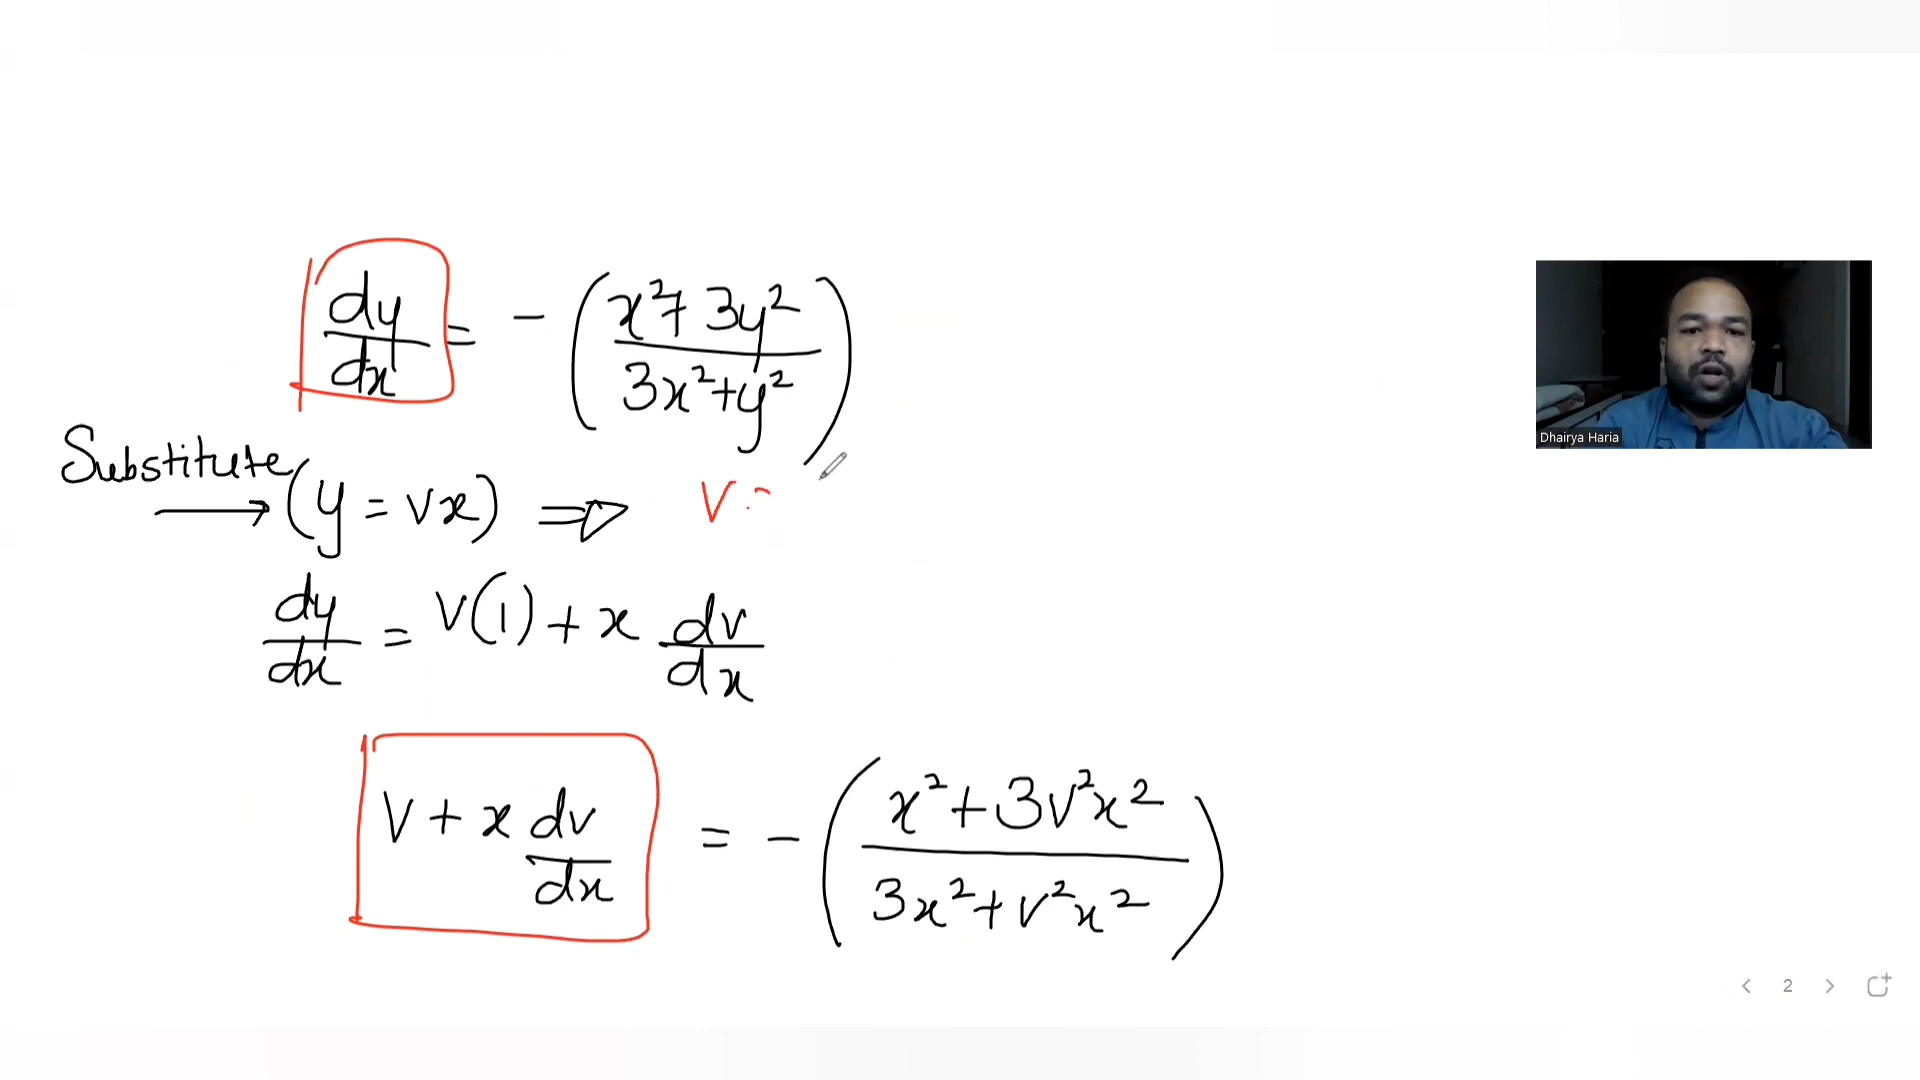 dy/dx = - (x²+3y² / 3x²+y²)
Substitute
→ (y = vx) ⇒ v=
dy/dx = v(1) + x dv/dx
v + x dv/dx = - (x²+3v²x² / 3x²+v²x²)
Dhairya Haria
< 2 >